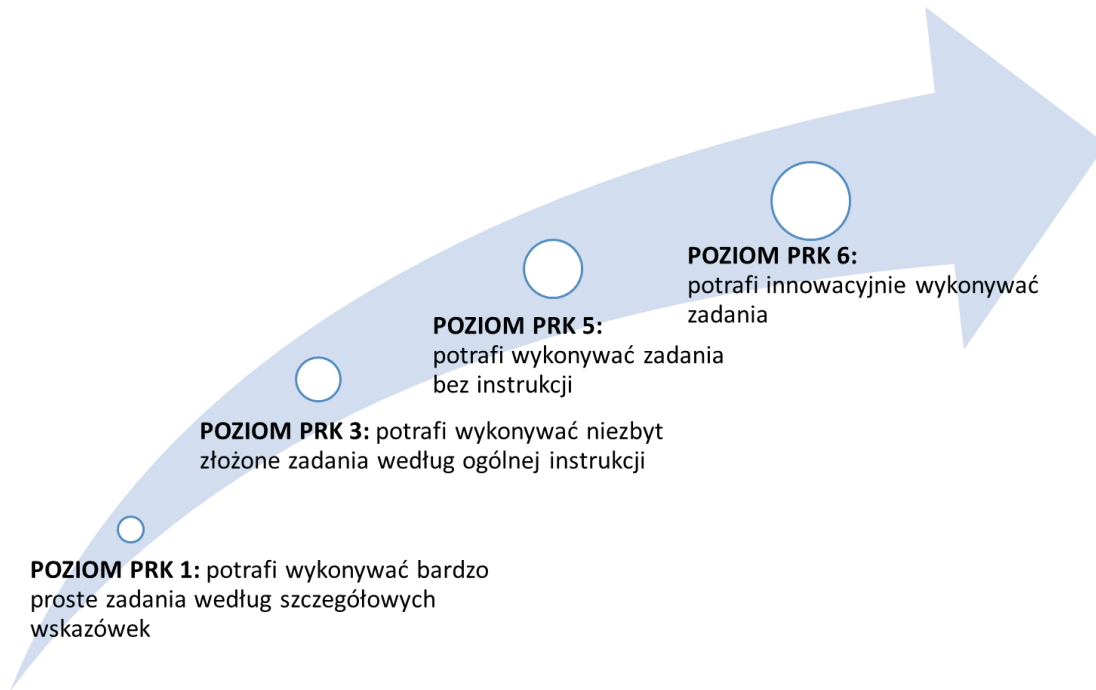 POZIOM PRK 6:
potrafi innowacyjnie wykonywać
zadania
POZIOM PRK 5:
potrafi wykonywać zadania
bez instrukcji
POZIOM PRK 3: potrafi wykonywać niezbyt
złożone zadania według ogólnej instrukcji
POZIOM PRK 1: potrafi wykonywać bardzo
proste zadania według szczegółowych
wskazówek